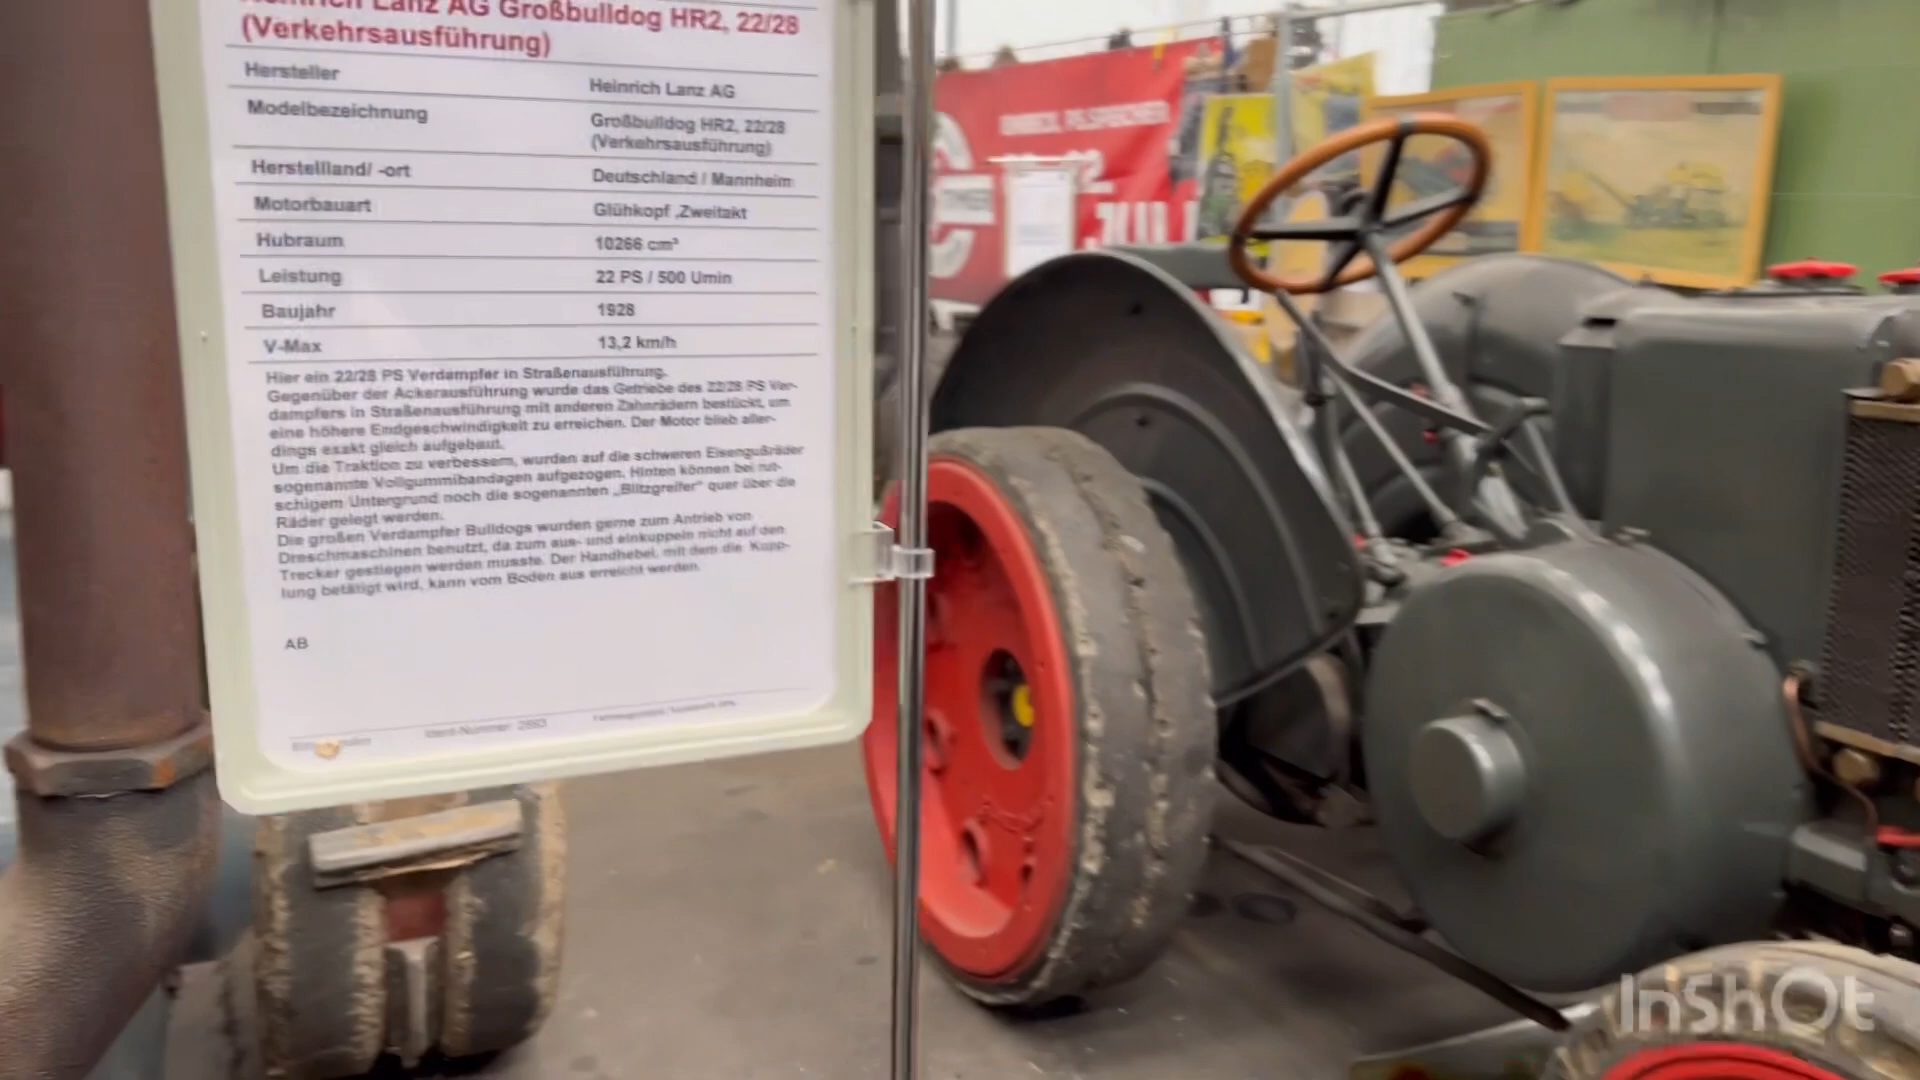 Heinrich Lanz AG Großbulldog HR2, 22/28
(Verkehrsausführung)
Hersteller
Heinrich Lanz AG
Modelbezeichnung
Großbulldog HR2, 22/28
(Verkehrsausführung)
Herstellland/ -ort
Deutschland / Mannheim
Motorbauart
Glühkopf ,Zweitakt
Hubraum
10266 cm³
Leistung
22 PS / 500 Umin
Baujahr
1928
V-Max
13,2 km/h
Hier ein 22/28 PS Verdampfer in Straßenausführung.
Gegenüber der Ackerausführung wurde das Getriebe des 22/28 PS Ver-
dampfers in Straßenausführung mit anderen Zahnrädern bestückt, um
eine höhere Endgeschwindigkeit zu erreichen. Der Motor blieb aller-
dings exakt gleich aufgebaut.
Um die Traktion zu verbessern, wurden auf die schweren Eisengußräder
sogenannte Vollgummibandagen aufgezogen. Hinten können bei rut-
schigem Untergrund noch die sogenannten „Blitzgreifer“ quer über die
Räder gelegt werden.
Die großen Verdampfer Bulldogs wurden gerne zum Antrieb von
Dreschmaschinen benutzt, da zum aus- und einkuppeln nicht auf den
Trecker gestiegen werden musste. Der Handhebel, mit dem die Kupp-
lung betätigt wird, kann vom Boden aus erreicht werden.
AB
Ident-Nummer: 2693
InShOt